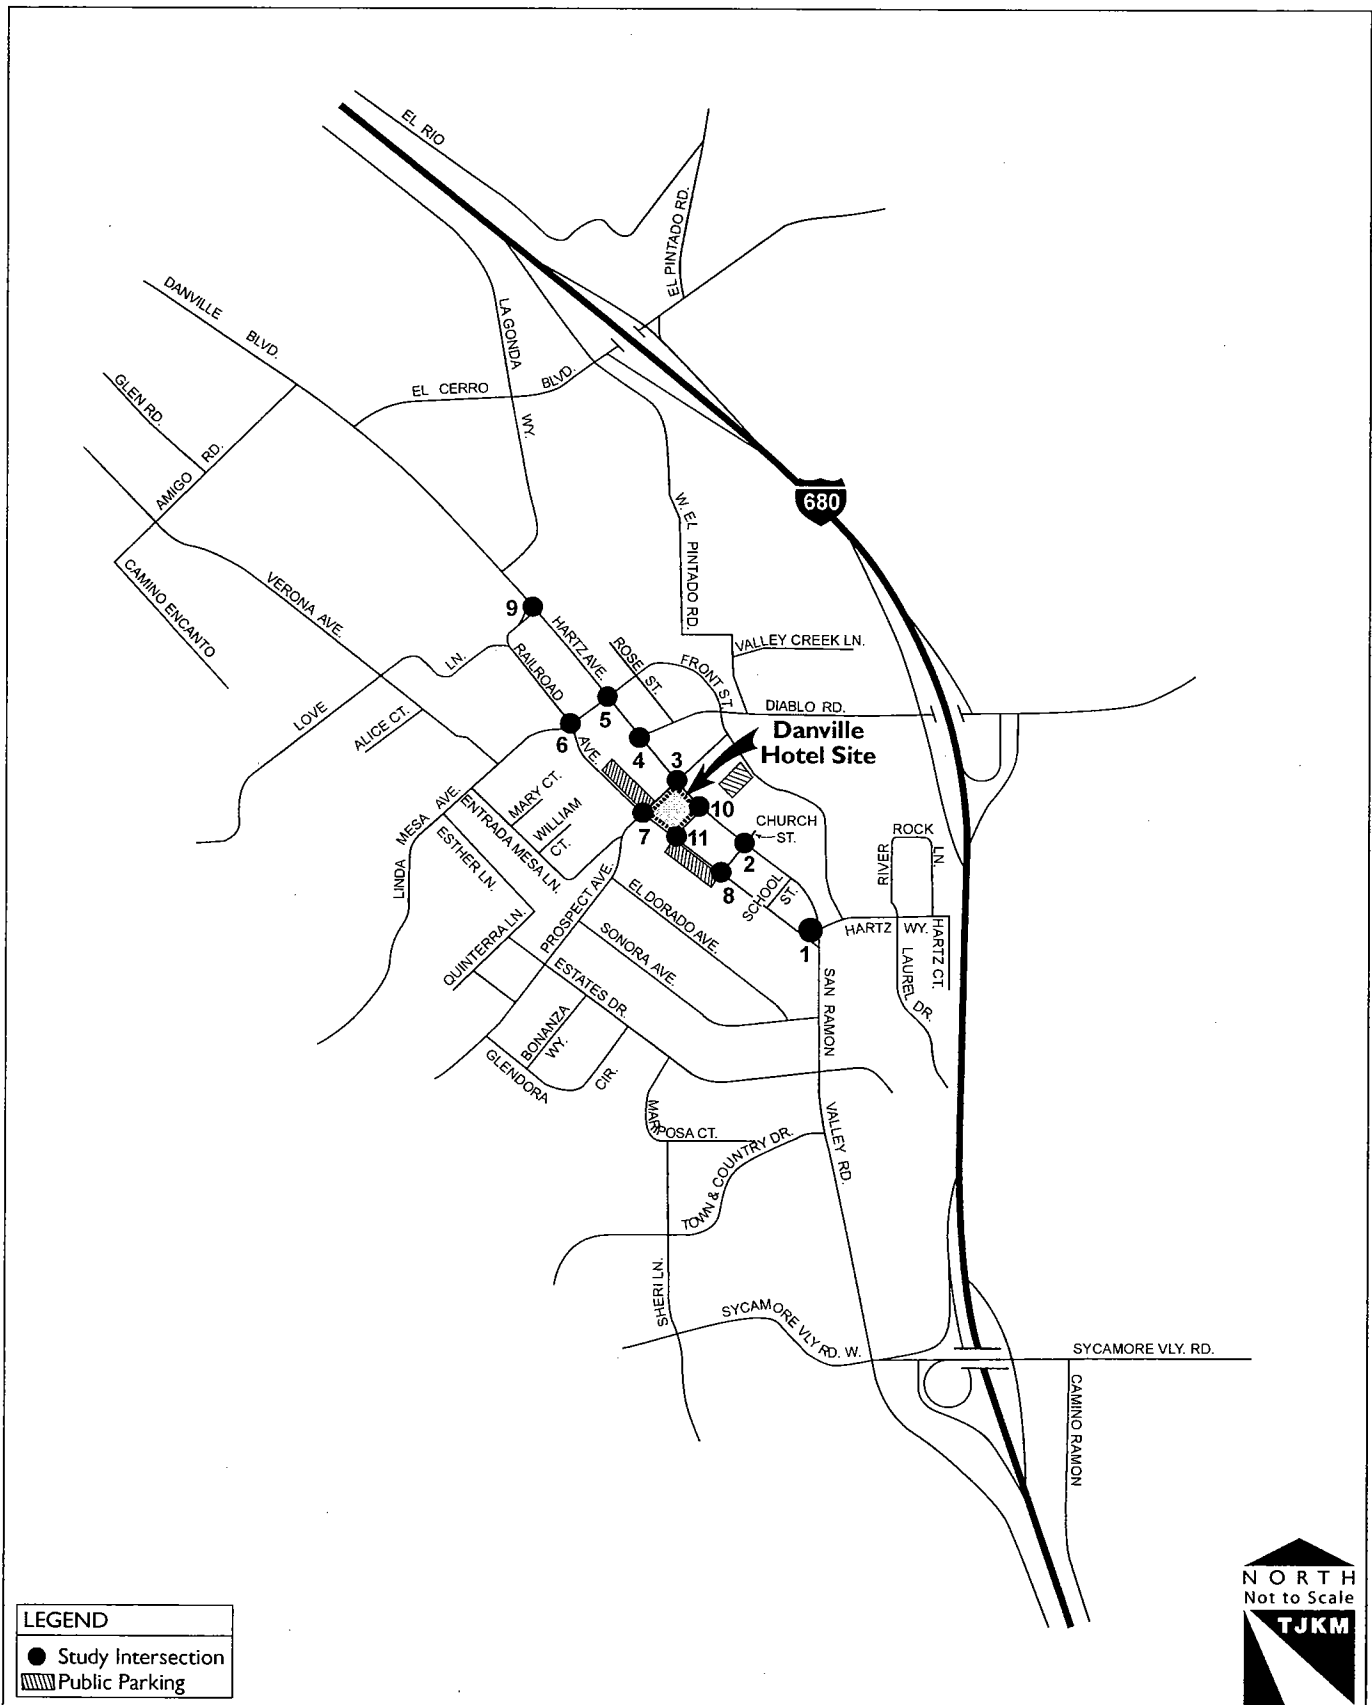 EL RIO
EL PINTADO RD.
DANVILLE BLVD.
LA GONDA WY.
GLEN RD.
EL CERRO BLVD.
AMIGO RD.
680
W. EL PINTADO RD.
CAMINO ENCANTO
VERONA AVE.
9
HARTZ AVE.
RAILROAD AVE.
ROSE ST.
FRONT ST.
VALLEY CREEK LN.
LOVE LN.
ALICE CT.
5
DIABLO RD.
6
4
3
Danville
Hotel Site
MARY CT.
WILLIAM CT.
7
10
11
CHURCH
ST.
2
8
LINDA MESA AVE.
ENTRADA MESA LN.
ESTHER LN.
PROSPECT AVE.
EL DORADO AVE.
SCHOOL ST.
ROCK
RIVER
LN.
1
HARTZ WY.
HARTZ CT.
LAUREL DR.
QUINTERRA LN.
SONORA AVE.
ESTATES DR.
BONANZA WY.
GLENDORA CIR.
SAN RAMON VALLEY RD.
MARIPOSA CT.
TOWN & COUNTRY DR.
SHERI LN.
SYCAMORE VLY RD. W.
SYCAMORE VLY. RD.
CAMINO RAMON
NORTH
Not to Scale
TJKM
LEGEND
Study Intersection
Public Parking